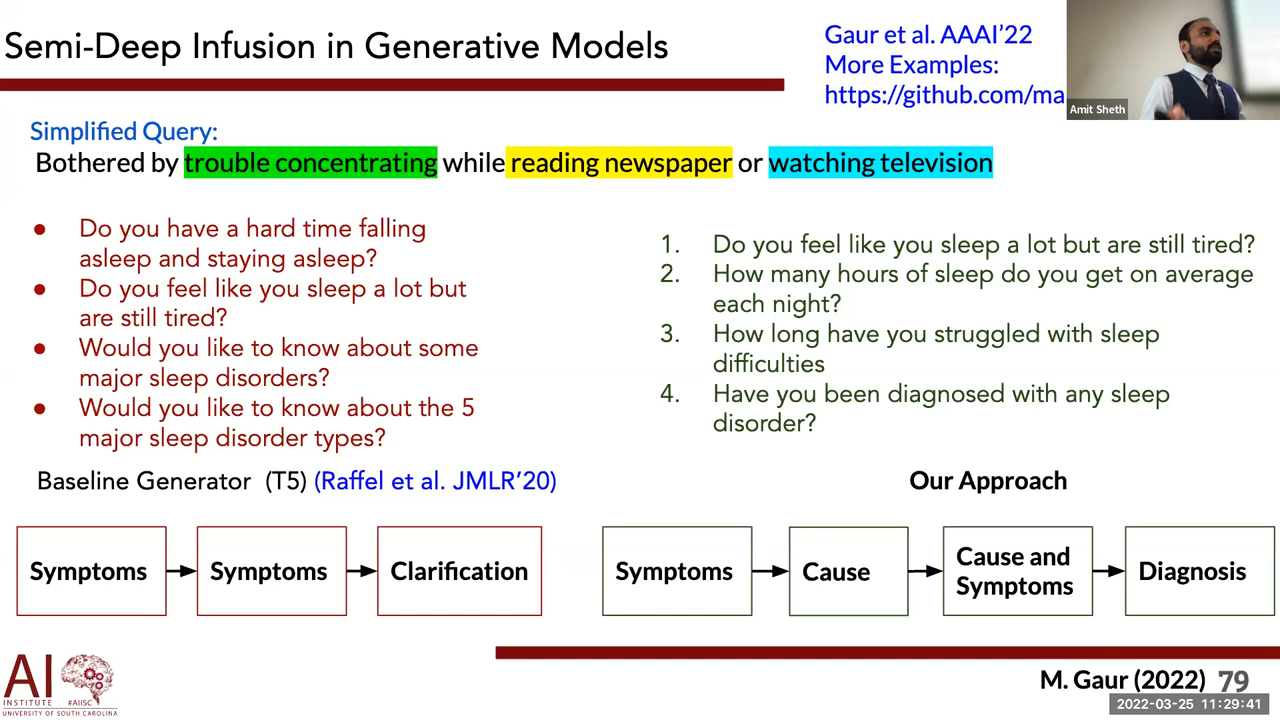 Semi-Deep Infusion in Generative Models
Gaur et al. AAAI'22
More Examples:
https://github.com/ma
Amit Sheth
Simplified Query:
Bothered by trouble concentrating while reading newspaper or watching television
● Do you have a hard time falling
asleep and staying asleep?
● Do you feel like you sleep a lot but
are still tired?
● Would you like to know about some
major sleep disorders?
● Would you like to know about the 5
major sleep disorder types?
1. Do you feel like you sleep a lot but are still tired?
2. How many hours of sleep do you get on average
each night?
3. How long have you struggled with sleep
difficulties
4. Have you been diagnosed with any sleep
disorder?
Baseline Generator (T5) (Raffel et al. JMLR'20)
Our Approach
Symptoms
Symptoms
Clarification
Symptoms
Cause
Cause and
Symptoms
Diagnosis
AI
INSTITUTE #AIISC
UNIVERSITY OF SOUTH CAROLINA
M. Gaur (2022) 79
2022-03-25 11:29:41